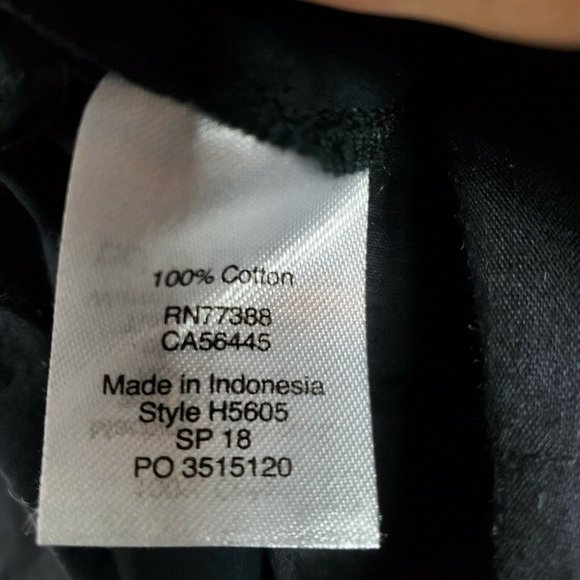 100% Cotton
RN77388
CA56445
Made in Indonesia
Style H5605
SP 18
PO 3515120